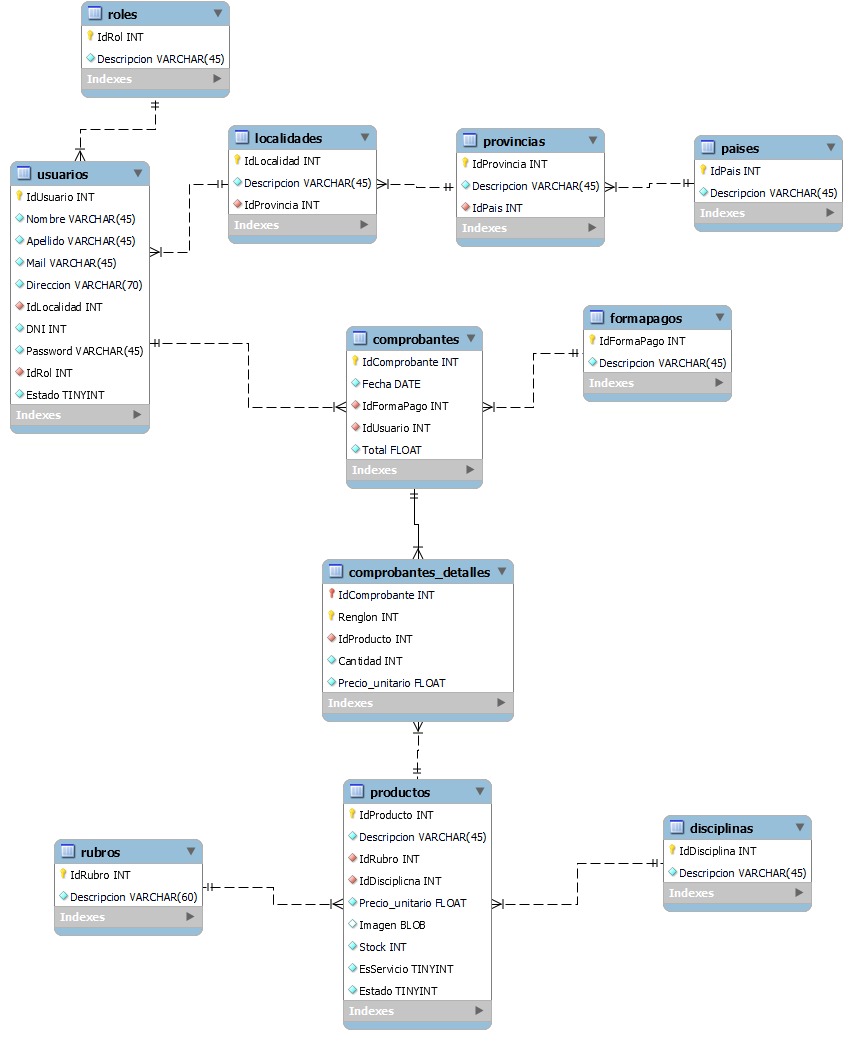 roles
IdRol INT
Descripcion VARCHAR(45)
Indexes
usuarios
IdUsuario INT
Nombre VARCHAR(45)
Apellido VARCHAR(45)
Mail VARCHAR(45)
Direccion VARCHAR(70)
IdLocalidad INT
DNI INT
Password VARCHAR(45)
IdRol INT
Estado TINYINT
Indexes
localidades
IdLocalidad INT
Descripcion VARCHAR(45)
IdProvincia INT
Indexes
provincias
IdProvincia INT
Descripcion VARCHAR(45)
IdPais INT
Indexes
paises
IdPais INT
Descripcion VARCHAR(45)
Indexes
comprobantes
IdComprobante INT
Fecha DATE
IdFormaPago INT
IdUsuario INT
Total FLOAT
Indexes
formapagos
IdFormaPago INT
Descripcion VARCHAR(45)
Indexes
comprobantes_detalles
IdComprobante INT
Renglon INT
IdProducto INT
Cantidad INT
Precio_unitario FLOAT
Indexes
rubros
IdRubro INT
Descripcion VARCHAR(60)
Indexes
productos
IdProducto INT
Descripcion VARCHAR(45)
IdRubro INT
IdDisciplicna INT
Precio_unitario FLOAT
Imagen BLOB
Stock INT
EsServicio TINYINT
Estado TINYINT
Indexes
disciplinas
IdDisciplina INT
Descripcion VARCHAR(45)
Indexes